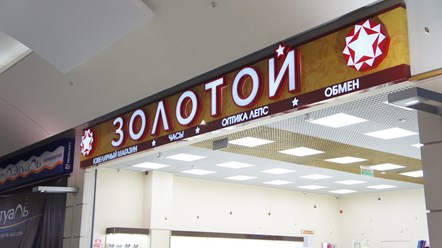 ЗОЛОТОЙ
ЮВЕЛИРНЫЙ МАГАЗИН ЧАСЫ ОПТИКА ЛЕПС ОБМЕН